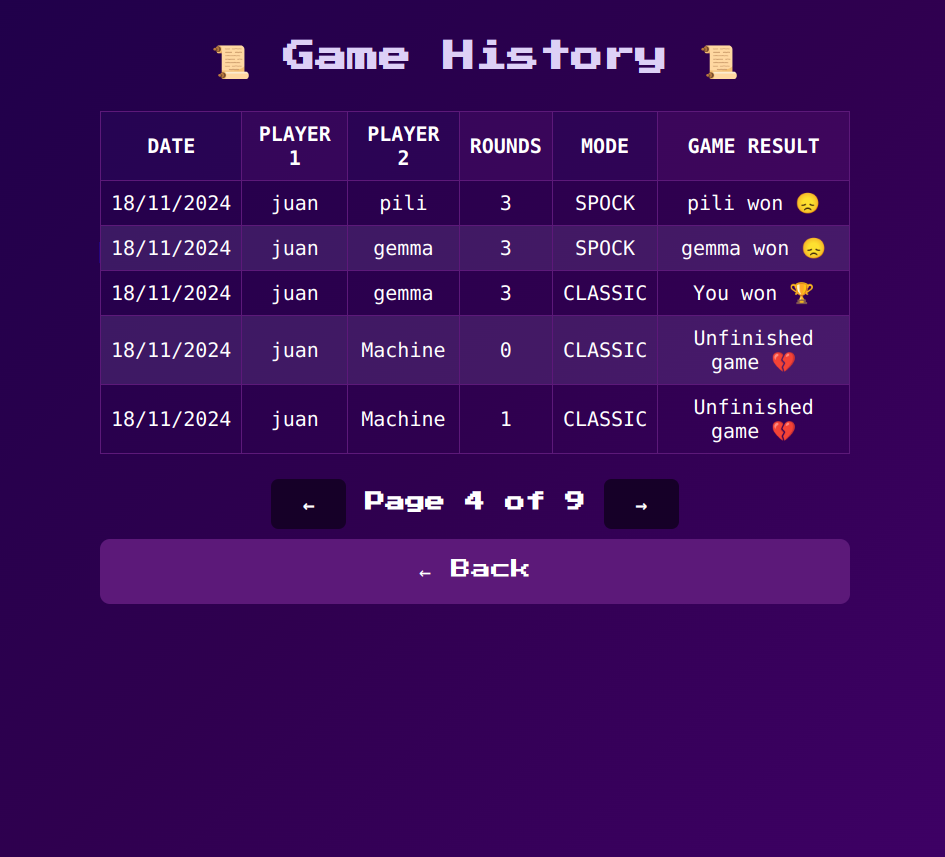 📜 Game History 📜
DATE PLAYER 1 PLAYER 2 ROUNDS MODE GAME RESULT
18/11/2024 juan pili 3 SPOCK pili won 😞
18/11/2024 juan gemma 3 SPOCK gemma won 😞
18/11/2024 juan gemma 3 CLASSIC You won 🏆
18/11/2024 juan Machine 0 CLASSIC Unfinished game 💔
18/11/2024 juan Machine 1 CLASSIC Unfinished game 💔
← Page 4 of 9 →
← Back